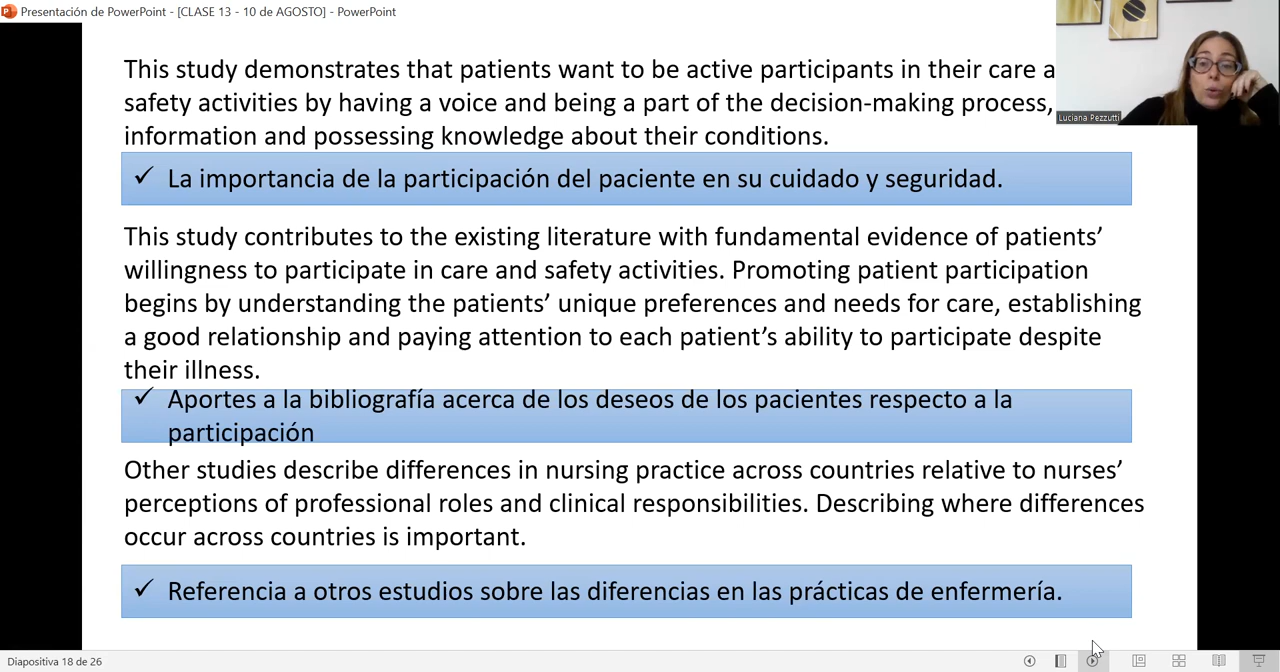 Presentación de PowerPoint - [CLASE 13 - 10 de AGOSTO] - PowerPoint
This study demonstrates that patients want to be active participants in their care a
safety activities by having a voice and being a part of the decision-making process,
information and possessing knowledge about their conditions.
Luciana Pezzutti
✓ La importancia de la participación del paciente en su cuidado y seguridad.
This study contributes to the existing literature with fundamental evidence of patients’
willingness to participate in care and safety activities. Promoting patient participation
begins by understanding the patients’ unique preferences and needs for care, establishing
a good relationship and paying attention to each patient’s ability to participate despite
their illness.
✓ Aportes a la bibliografía acerca de los deseos de los pacientes respecto a la
participación
Other studies describe differences in nursing practice across countries relative to nurses’
perceptions of professional roles and clinical responsibilities. Describing where differences
occur across countries is important.
✓ Referencia a otros estudios sobre las diferencias en las prácticas de enfermería.
Diapositiva 18 de 26